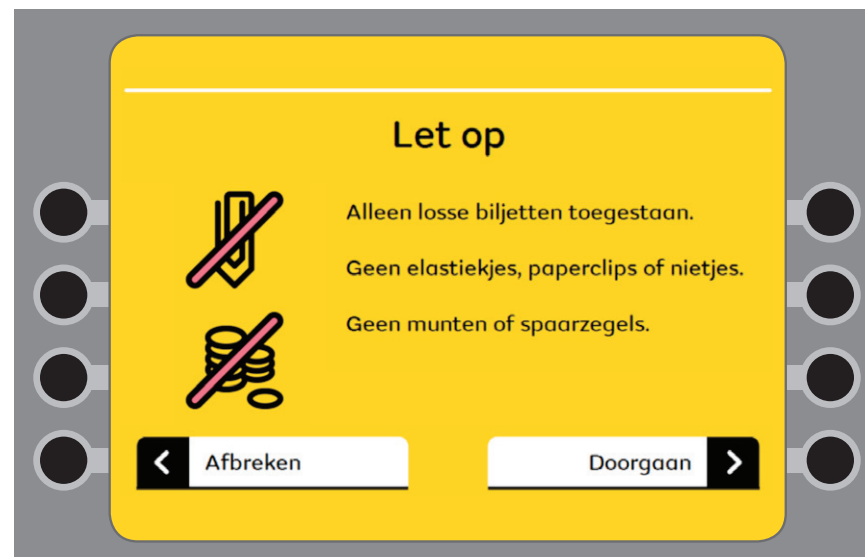 Let op
Alleen losse biljetten toegestaan.
Geen elastiekjes, paperclips of nietjes.
Geen munten of spaarzegels.
Afbreken
Doorgaan